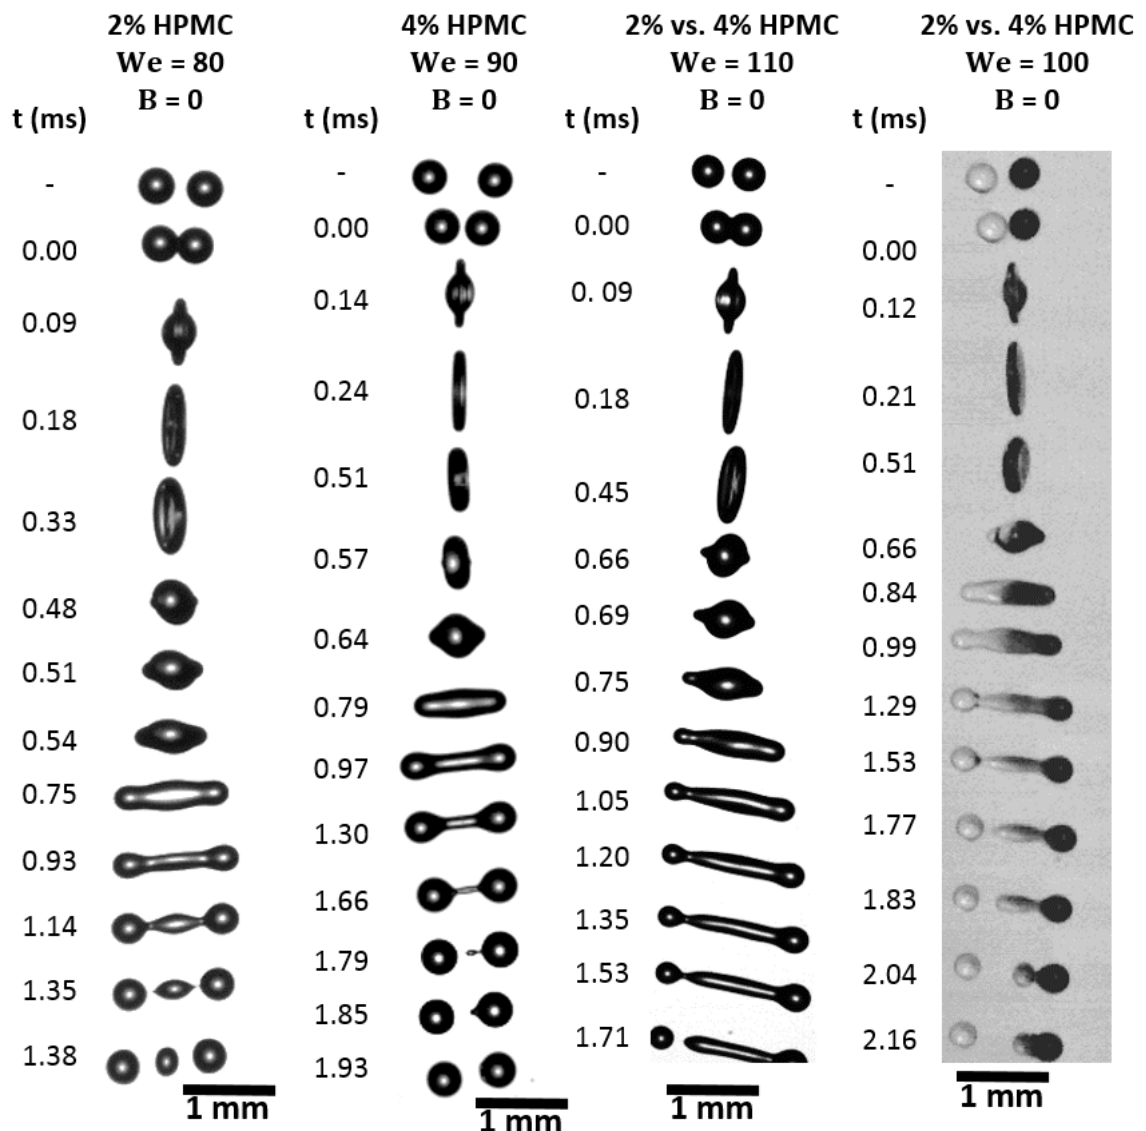 2% HPMC
We = 80
B = 0
t (ms)
-
0.00
0.09
0.18
0.33
0.48
0.51
0.54
0.75
0.93
1.14
1.35
1.38
1 mm
4% HPMC
We = 90
B = 0
t (ms)
-
0.00
0.14
0.24
0.51
0.57
0.64
0.79
0.97
1.30
1.66
1.79
1.85
1.93
1 mm
2% vs. 4% HPMC
We = 110
B = 0
t (ms)
-
0.00
0. 09
0.18
0.45
0.66
0.69
0.75
0.90
1.05
1.20
1.35
1.53
1.71
1 mm
2% vs. 4% HPMC
We = 100
B = 0
t (ms)
-
0.00
0.12
0.21
0.51
0.66
0.84
0.99
1.29
1.53
1.77
1.83
2.04
2.16
1 mm